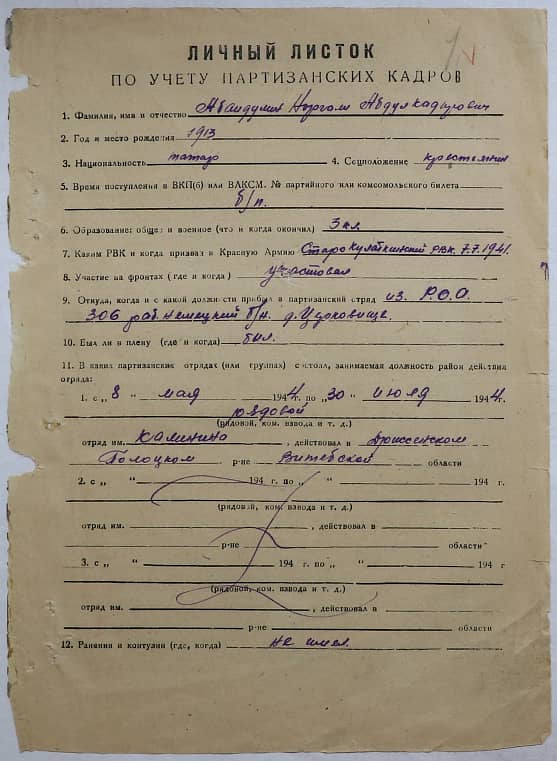 ЛИЧНЫЙ ЛИСТОК
ПО УЧЕТУ ПАРТИЗАНСКИХ КАДРОВ
1. Фамилия, имя и отчество Абдулкадырович
2. Год и место рождения 1913
3. Национальность татар 4. Соцположение крестьянин
5. Время поступления в ВКП(б) или ВЛКСМ. № партийного или комсомольского билета
б/п.
6. Образование: общее и военное (что и когда окончил) 3 кл.
7. Каким РВК и когда призван в Красную Армию Старокулаткинский РВК. 7.7.1941.
8. Участие на фронтах (где и когда) участвовал
9. Откуда, когда и с какой должности прибыл в партизанский отряд из Р.О.А.
306 раб. немецкий б/н. д. Удоховище.
10. Был ли в плену (где и когда) был.
11. В каких партизанских отрядах (или группах) состоял, занимаемая должность район действия
отряда:
1. с „ 8 " мая 1944 г. по „ 30 " июля 1944 г.
рядовой
(рядовой, ком. взвода и т. д.)
отряд им. Калинина, действовал в Дриссенском
Полоцком р-не Витебской области
2. с „ " 194 г. по „ " 194 г.
(рядовой, ком. взвода и т. д.)
отряд им. , действовал в
р-не области
3. с „ " 194 г. по „ " 194 г
(рядовой, ком. взвода и т. д.)
отряд им. , действовал в
р-не области
12. Ранения и контузии (где, когда) не имел.